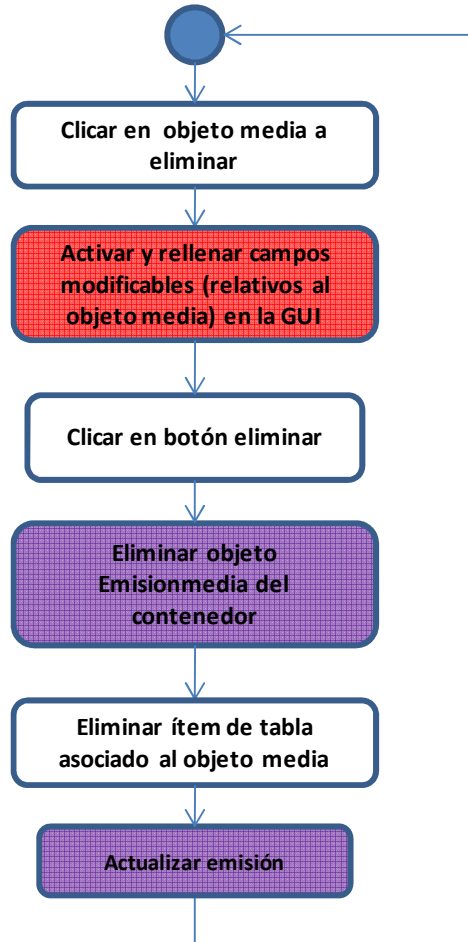 Clicar en objeto media a
eliminar
Activar y rellenar campos
modificables (relativos al
objeto media) en la GUI
Clicar en botón eliminar
Eliminar objeto
Emisionmedia del
contenedor
Eliminar ítem de tabla
asociado al objeto media
Actualizar emisión